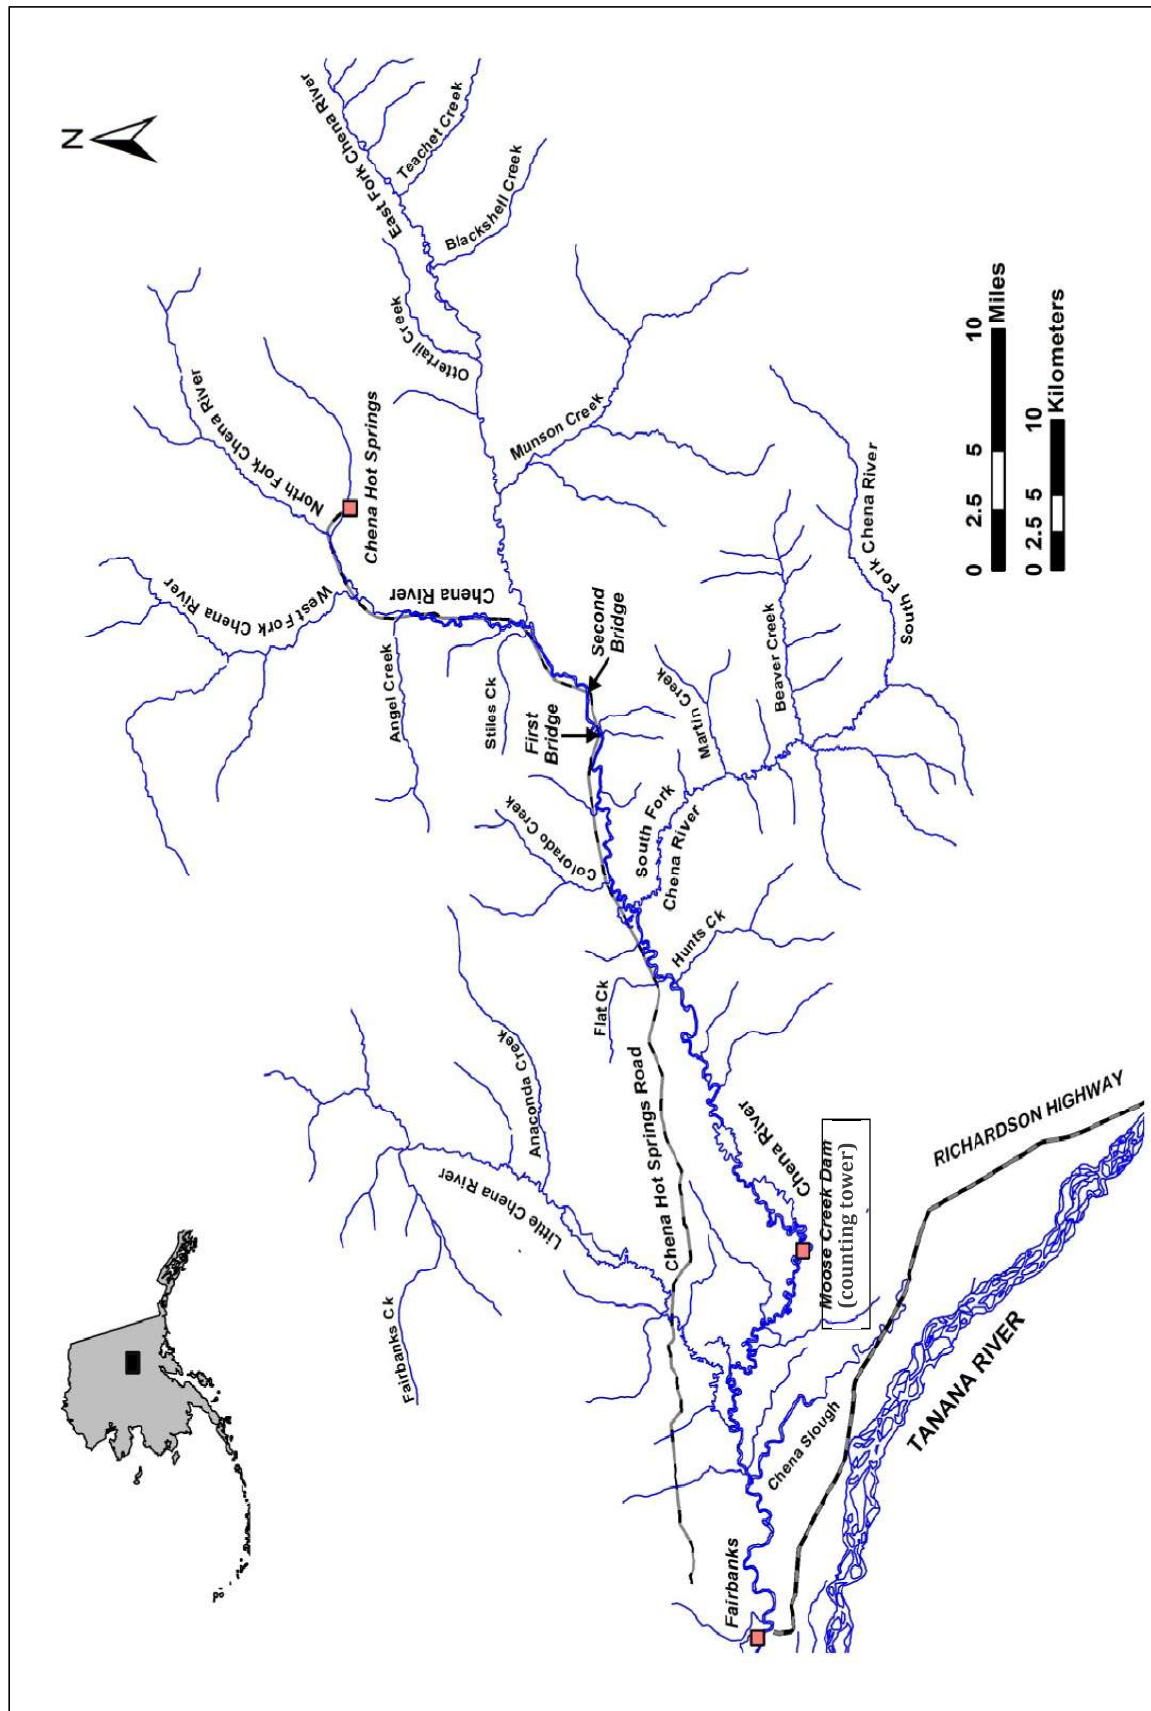 N
East Fork Chena River
Teachet Creek
Blackshell Creek
Ottertail Creek
Munson Creek
North Fork Chena River
Chena Hot Springs
West Fork Chena River
Chena River
Angel Creek
Stiles Ck
Second
Bridge
First
Bridge
Martin Creek
Beaver Creek
South Fork Chena River
Colorado Creek
South Fork
Chena River
Hunts Ck
Flat Ck
Anaconda Creek
Little Chena River
Fairbanks Ck
Chena Hot Springs Road
Chena River
Moose Creek Dam
(counting tower)
RICHARDSON HIGHWAY
TANANA RIVER
Chena Slough
Fairbanks
0 2.5 5 10
Miles
0 2.5 5 10
Kilometers